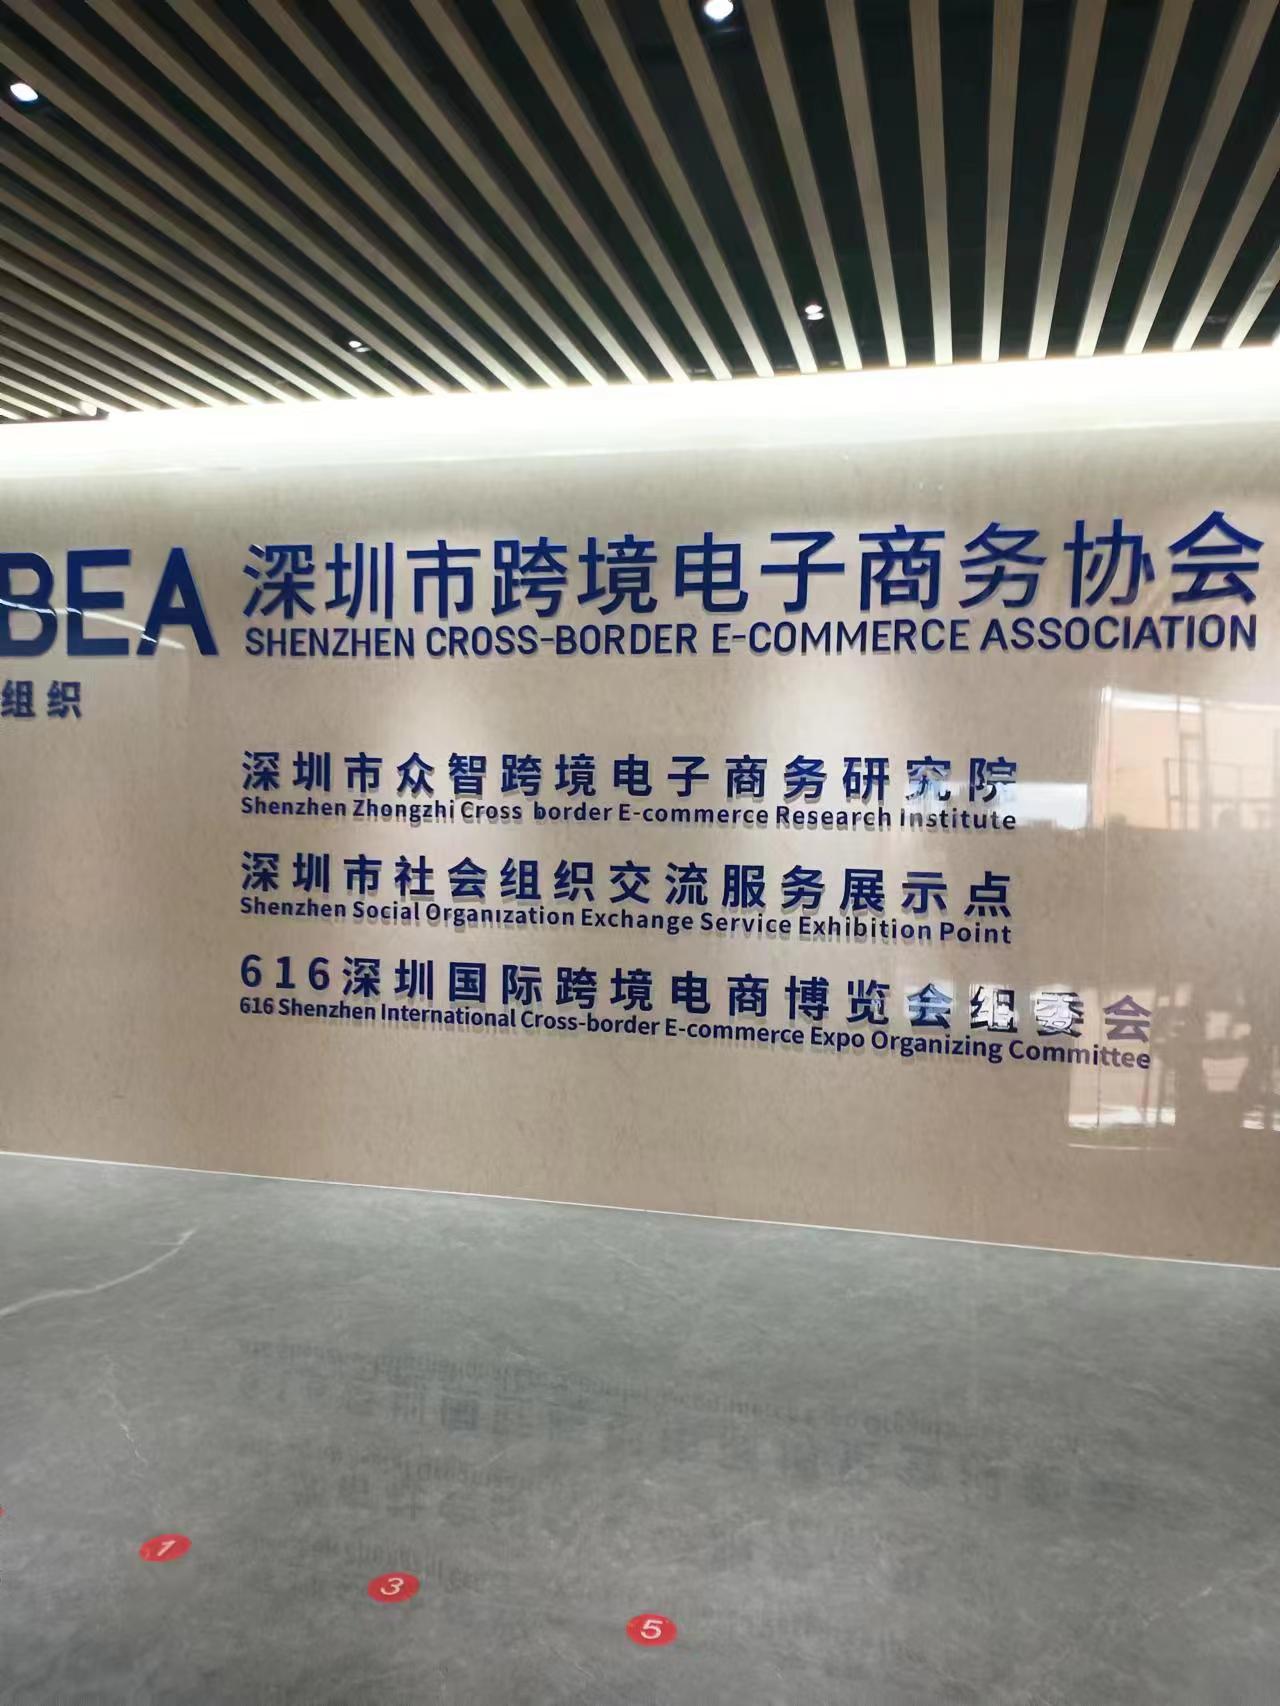 BEA 深圳市跨境电子商务协会
SHENZHEN CROSS-BORDER E-COMMERCE ASSOCIATION
组织
深圳市众智跨境电子商务研究院
Shenzhen Zhongzhi Cross border E-commerce Research Institute
深圳市社会组织交流服务展示点
Shenzhen Social Organization Exchange Service Exhibition Point
616深圳国际跨境电商博览会组委会
616 Shenzhen International Cross-border E-commerce Expo Organizing Committee
1
3
5